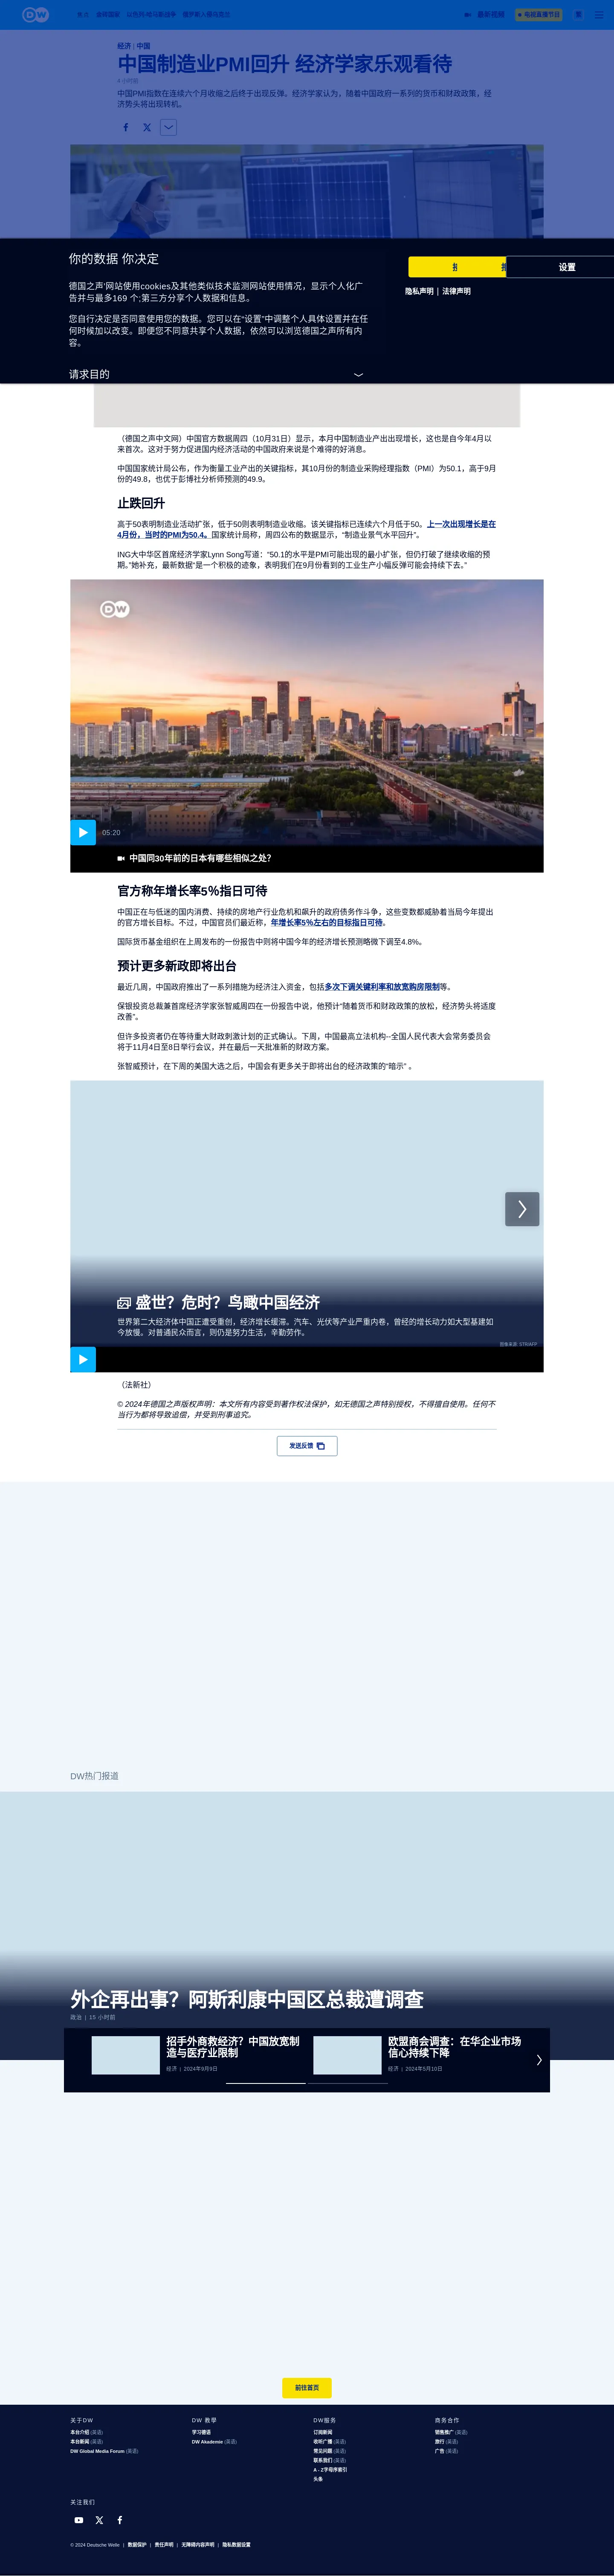 DW
重点
金砖国家
以色列-哈马斯战争
俄罗斯入侵乌克兰
最新视频
电视直播节目
经济 | 中国
中国制造业PMI回升 经济学家乐观看待
4 小时前
中国PMI指数在连续六个月收缩之后终于出现反弹。经济学家认为，随着中国政府一系列的货币和财政政策，经
济势头将出现转机。
你的数据 你决定
德国之声'网站使用cookies及其他类似技术监测网站使用情况，显示个人化广
告并与最多169 个;第三方分享个人数据和信息。
您自行决定是否同意使用您的数据。您可以在"设置"中调整个人具体设置并在任
何时候加以改变。即便您不同意共享个人数据，依然可以浏览德国之声所有内
容。
请求目的
设置
隐私声明 | 法律声明
（德国之声中文网）中国官方数据周四（10月31日）显示，本月中国制造业产出出现增长，这也是自今年4月以
来首次。这对于努力促进国内经济活动的中国政府来说是个难得的好消息。
中国国家统计局公布，作为衡量工业产出的关键指标，其10月份的制造业采购经理指数（PMI）为50.1，高于9月
份的49.8，也优于彭博社分析师预测的49.9。
止跌回升
高于50表明制造业活动扩张，低于50则表明制造业收缩。该关键指标已连续六个月低于50。上一次出现增长是在
4月份，当时的PMI为50.4。国家统计局称，周四公布的数据显示，“制造业景气水平回升”。
ING大中华区首席经济学家Lynn Song写道：“50.1的水平是PMI可能出现的最小扩张，但仍打破了继续收缩的预
期。”她补充，最新数据“是一个积极的迹象，表明我们在9月份看到的工业生产小幅反弹可能会持续下去。”
DW
05:20
中国同30年前的日本有哪些相似之处？
官方称年增长率5％指日可待
中国正在与低迷的国内消费、持续的房地产行业危机和飙升的政府债务作斗争，这些变数都威胁着当局今年提出
的官方增长目标。不过，中国官员们最近称，年增长率5％左右的目标指日可待。
国际货币基金组织在上周发布的一份报告中则将中国今年的经济增长预测略微下调至4.8%。
预计更多新政即将出台
最近几周，中国政府推出了一系列措施为经济注入资金，包括多次下调关键利率和放宽购房限制等。
保银投资总裁兼首席经济学家张智威周四在一份报告中说，他预计“随着货币和财政政策的放松，经济势头将适度
改善”。
但许多投资者仍在等待重大财政刺激计划的正式确认。下周，中国最高立法机构--全国人民代表大会常务委员会
将于11月4日至8日举行会议，并在最后一天批准新的财政方案。
张智威预计，在下周的美国大选之后，中国会有更多关于即将出台的经济政策的“暗示” 。
盛世？危时？鸟瞰中国经济
世界第二大经济体中国正遭受重创，经济增长缓滞。汽车、光伏等产业严重内卷，曾经的增长动力如大型基建如
今放慢。对普通民众而言，则仍是努力生活，辛勤劳作。
图像来源: STR/AFP
（法新社）
© 2024年德国之声版权声明：本文所有内容受到著作权法保护，如无德国之声特别授权，不得擅自使用。任何不
当行为都将导致追偿，并受到刑事追究。
发送反馈
DW热门报道
外企再出事？阿斯利康中国区总裁遭调查
政治 | 15 小时前
招手外商救经济？中国放宽制
造与医疗业限制
经济 | 2024年9月9日
欧盟商会调查：在华企业市场
信心持续下降
经济 | 2024年5月10日
前往首页
关于DW
本台介绍 (英语)
本台新闻 (英语)
DW Global Media Forum (英语)
DW 教學
学习德语
DW Akademie (英语)
DW服务
订阅新闻
收听广播 (英语)
常见问题 (英语)
联系我们 (英语)
A - Z字母序索引
头条
商务合作
销售推广 (英语)
旅行 (英语)
广告 (英语)
关注我们
© 2024 Deutsche Welle | 数据保护 | 责任声明 | 无障碍内容声明 | 隐私数据设置